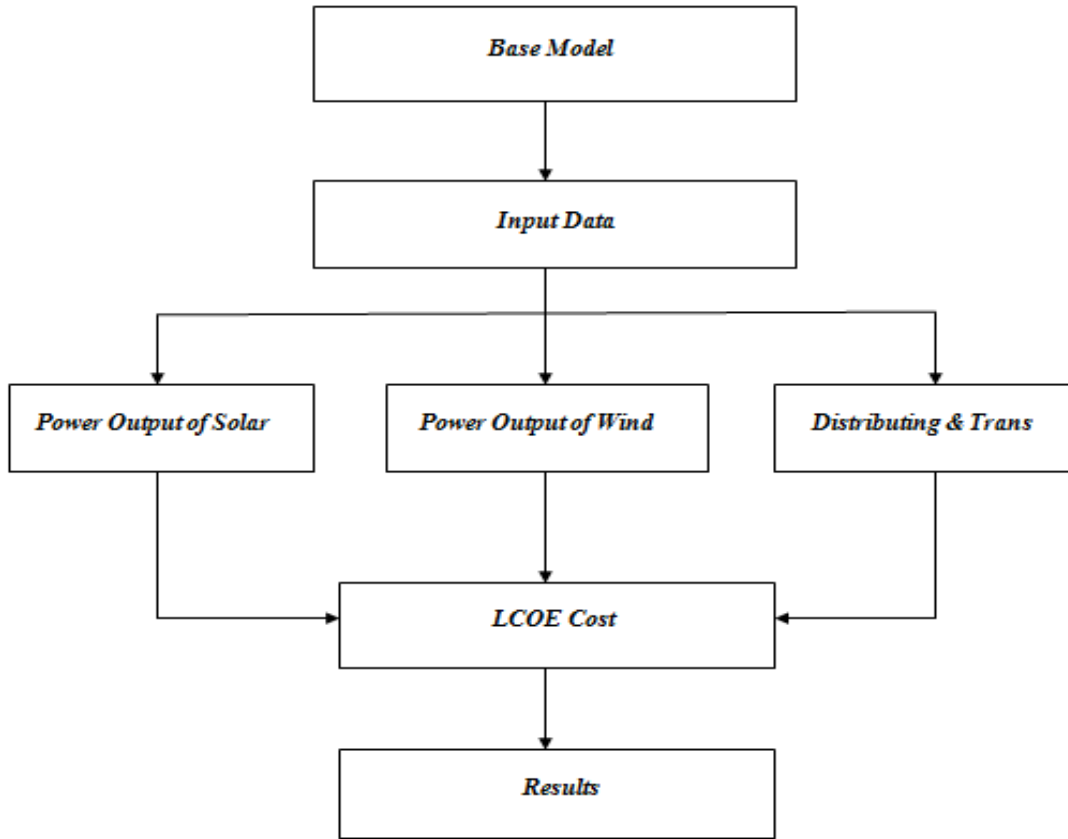 Base Model
Input Data
Power Output of Solar
Power Output of Wind
Distributing & Trans
LCOE Cost
Results